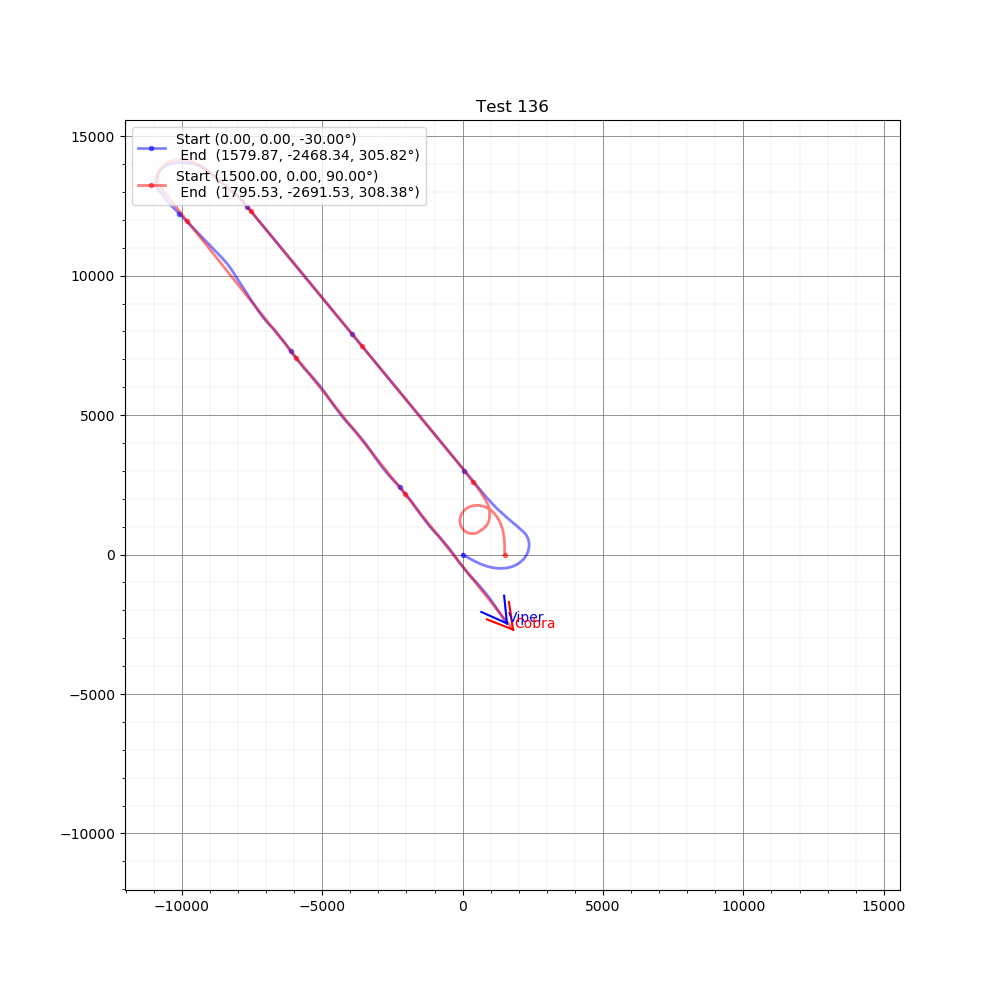 Test 136
Start (0.00, 0.00, -30.00°)
End (1579.87, -2468.34, 305.82°)
Start (1500.00, 0.00, 90.00°)
End (1795.53, -2691.53, 308.38°)
15000
10000
5000
0
−5000
−10000
Viper
Cobra
−10000 −5000 0 5000 10000 15000